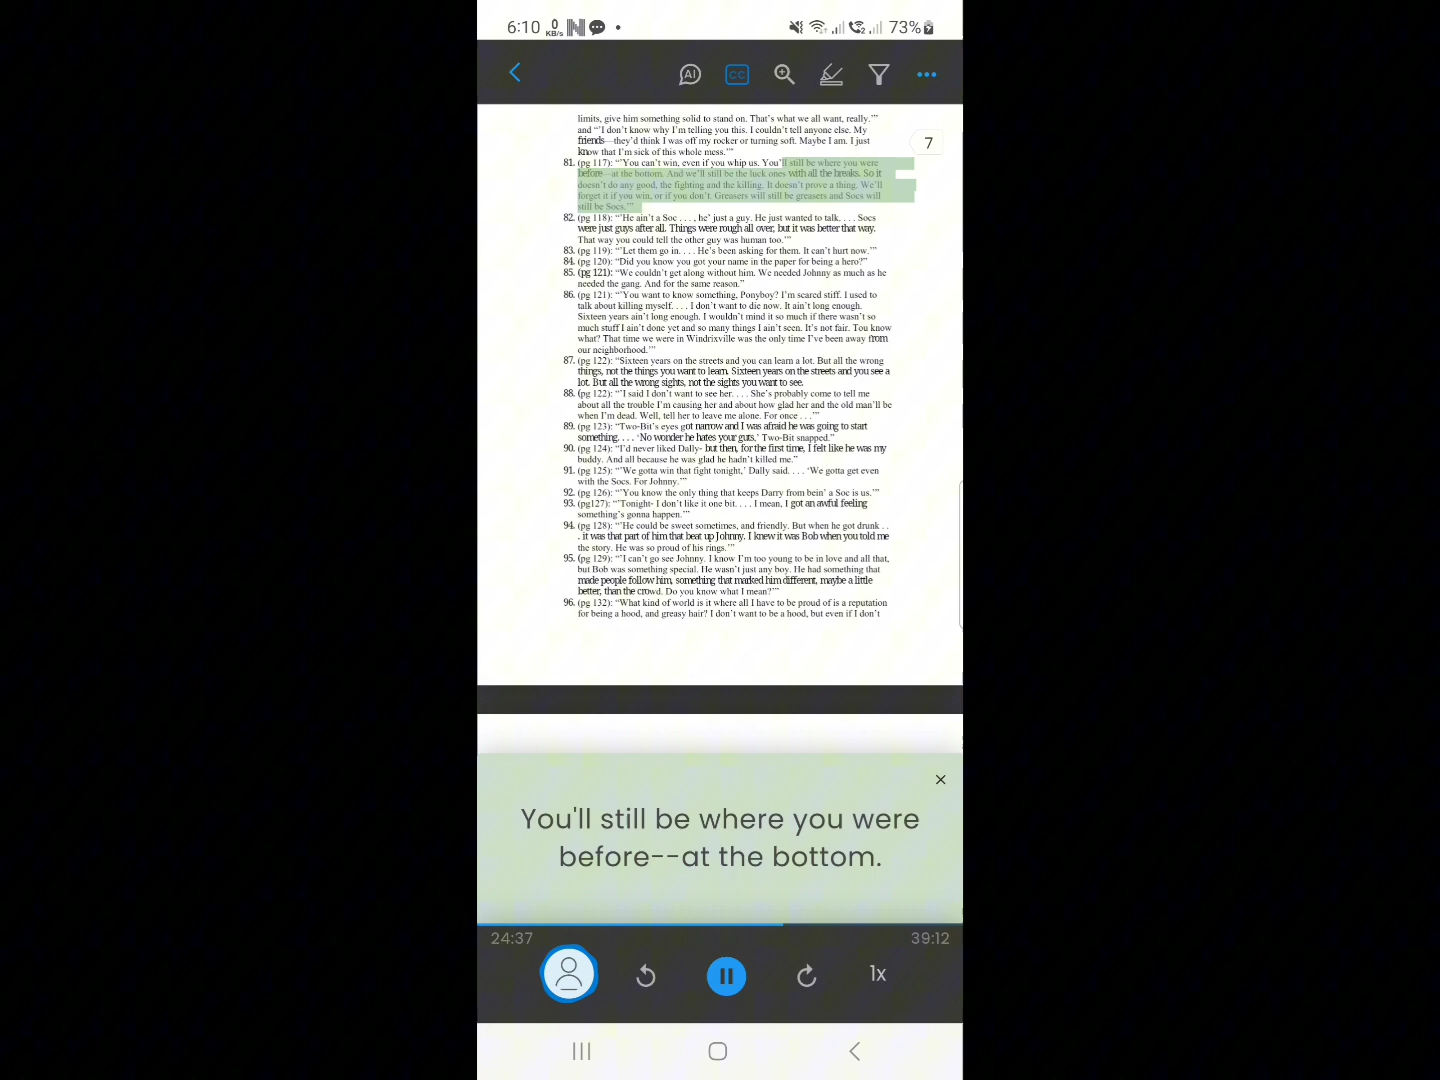 6:10 0 KB/s 73%
AI CC
limits, give him something solid to stand on. That's what we all want, really.'"
and "'I don't know why I'm telling you this. I couldn't tell anyone else. My
friends—they'd think I was off my rocker or turning soft. Maybe I am. I just
know that I'm sick of this whole mess.'"
7
81. (pg 117): "'You can't win, even if you whip us. You'll still be where you were
before—at the bottom. And we'll still be the luck ones with all the breaks. So it
doesn't do any good, the fighting and the killing. It doesn't prove a thing. We'll
forget it if you win, or if you don't. Greasers will still be greasers and Socs will
still be Socs.'"
82. (pg 118): "'He ain't a Soc . . . , he' just a guy. He just wanted to talk. . . . Socs
were just guys after all. Things were rough all over, but it was better that way.
That way you could tell the other guy was human too.'"
83. (pg 119): "'Let them go in. . . . He's been asking for them. It can't hurt now.'"
84. (pg 120): "Did you know you got your name in the paper for being a hero?"
85. (pg 121): "We couldn't get along without him. We needed Johnny as much as he
needed the gang. And for the same reason."
86. (pg 121): "'You want to know something, Ponyboy? I'm scared stiff. I used to
talk about killing myself. . . . I don't want to die now. It ain't long enough.
Sixteen years ain't long enough. I wouldn't mind it so much if there wasn't so
much stuff I ain't done yet and so many things I ain't seen. It's not fair. You know
what? That time we were in Windrixville was the only time I've been away from
our neighborhood.'"
87. (pg 122): "Sixteen years on the streets and you can learn a lot. But all the wrong
things, not the things you want to learn. Sixteen years on the streets and you see a
lot. But all the wrong sights, not the sights you want to see.
88. (pg 122): "'I said I don't want to see her. . . . She's probably come to tell me
about all the trouble I'm causing her and about how glad her and the old man'll be
when I'm dead. Well, tell her to leave me alone. For once . . .'"
89. (pg 123): "Two-Bit's eyes got narrow and I was afraid he was going to start
something. . . . 'No wonder he hates your guts,' Two-Bit snapped."
90. (pg 124): "I'd never liked Dally- but then, for the first time, I felt like he was my
buddy. And all because he was glad he hadn't killed me."
91. (pg 125): "'We gotta win that fight tonight,' Dally said. . . . 'We gotta get even
with the Socs. For Johnny.'"
92. (pg 126): "'You know the only thing that keeps Darry from bein' a Soc is us.'"
93. (pg127): "'Tonight- I don't like it one bit. . . . I mean, I got an awful feeling
something's gonna happen.'"
94. (pg 128): "'He could be sweet sometimes, and friendly. But when he got drunk . .
. it was that part of him that beat up Johnny. I knew it was Bob when you told me
the story. He was so proud of his rings.'"
95. (pg 129): "'I can't go see Johnny. I know I'm too young to be in love and all that,
but Bob was something special. He wasn't just any boy. He had something that
made people follow him, something that marked him different, maybe a little
better, than the crowd. Do you know what I mean?'"
96. (pg 132): "What kind of world is it where all I have to be proud of is a reputation
for being a hood, and greasy hair? I don't want to be a hood, but even if I don't
You'll still be where you were
before--at the bottom.
24:37 39:12
1x